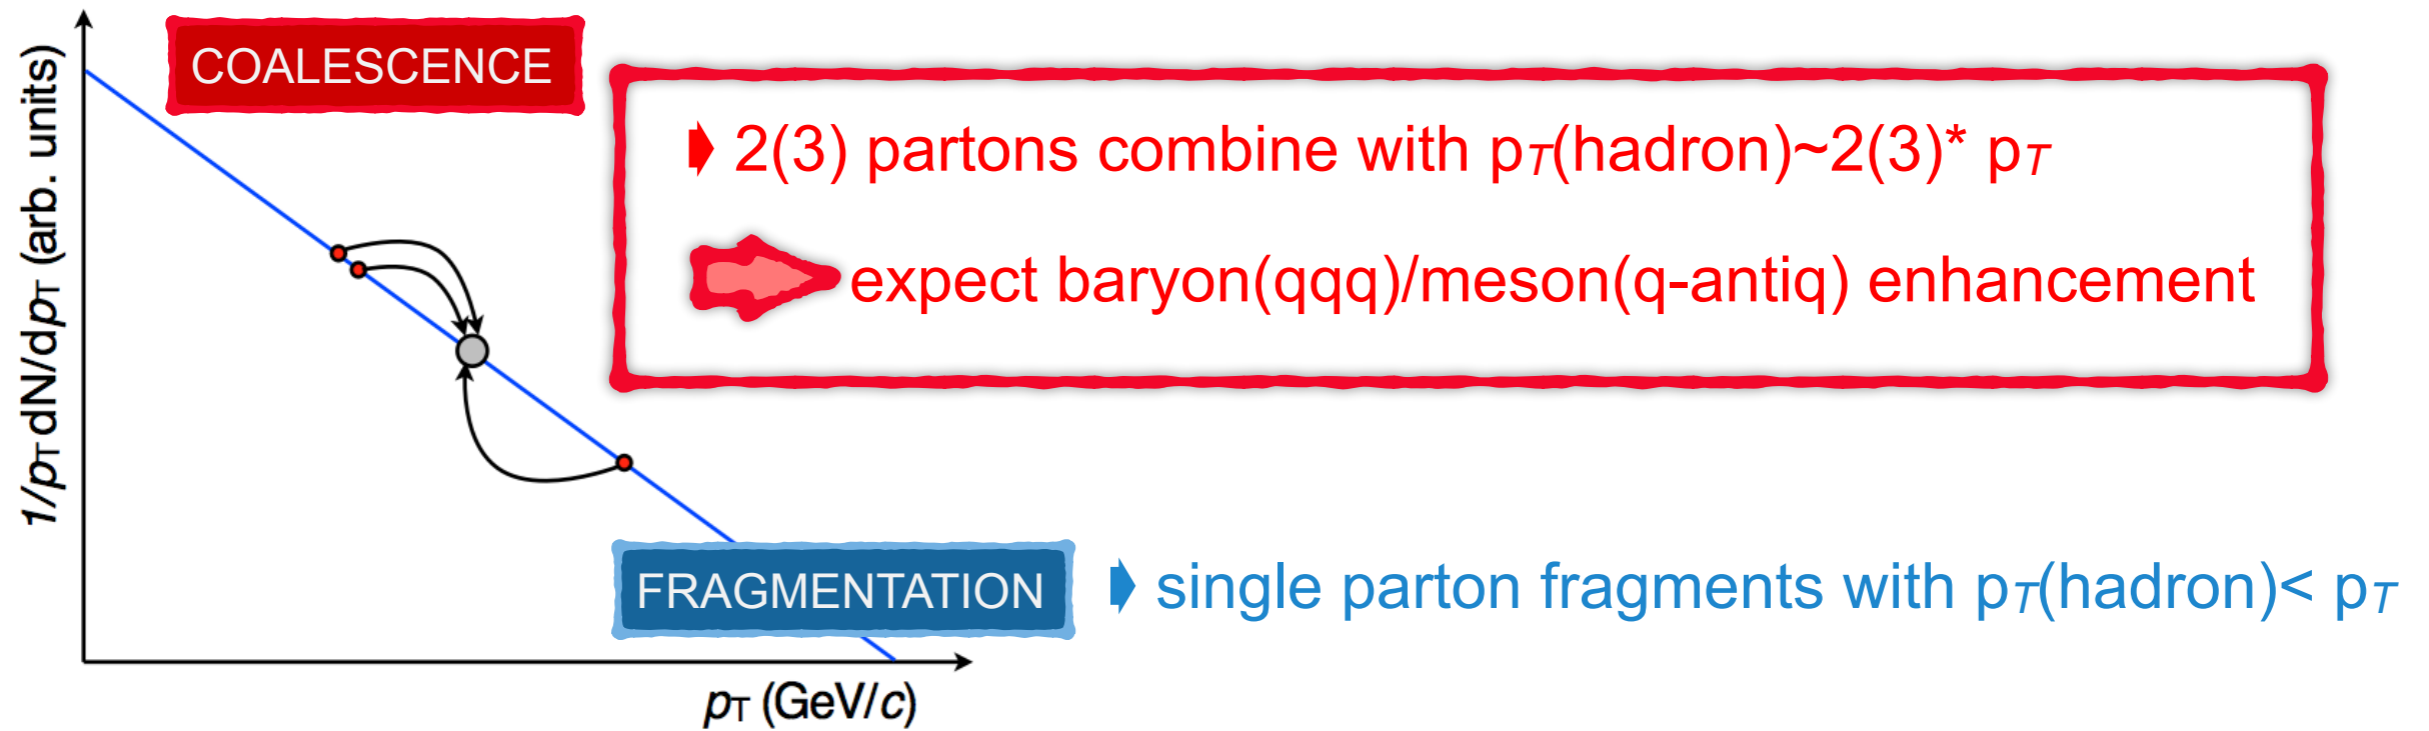 COALESCENCE
2(3) partons combine with pT(hadron)~2(3)* pT
expect baryon(qqq)/meson(q-antiq) enhancement
1/pT dN/dpT (arb. units)
FRAGMENTATION
single parton fragments with pT(hadron)< pT
pT (GeV/c)